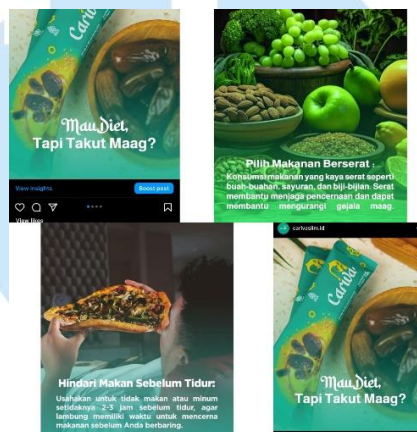 Cariva
Mau Diet,
Tapi Takut Maag?
View insights
Boost post
View likes
Pilih Makanan Berserat :
Konsumsi makanan yang kaya serat seperti
buah-buahan, sayuran, dan biji-bijian. Serat
membantu menjaga pencernaan dan dapat
membantu mengurangi gejala maag.
Hindari Makan Sebelum Tidur:
Usahakan untuk tidak makan atau minum
setidaknya 2-3 jam sebelum tidur, agar
lambung memiliki waktu untuk mencerna
makanan sebelum Anda berbaring.
carivaslim.id
Cariva
Mau Diet,
Tapi Takut Maag?